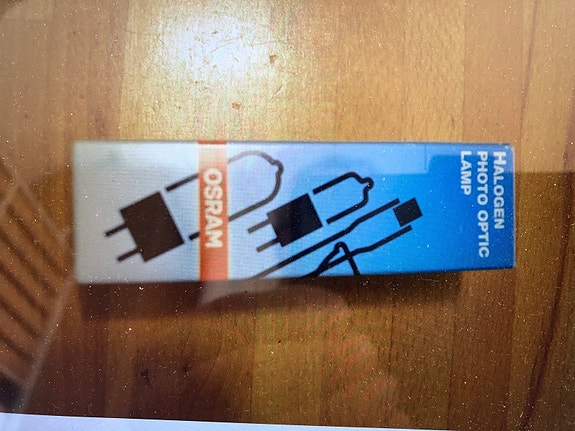 HALOGEN
PHOTO OPTIC
LAMP
OSRAM